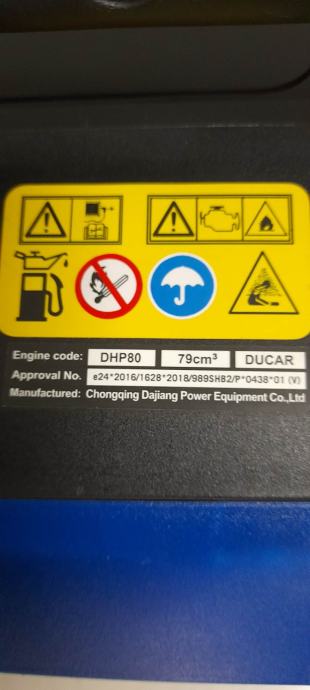 Engine code: DHP80 79cm³ DUCAR
Approval No. e24*2016/1628*2018/989SHB2/P*0438*01 (V)
Manufactured: Chongqing Dajiang Power Equipment Co.,Ltd